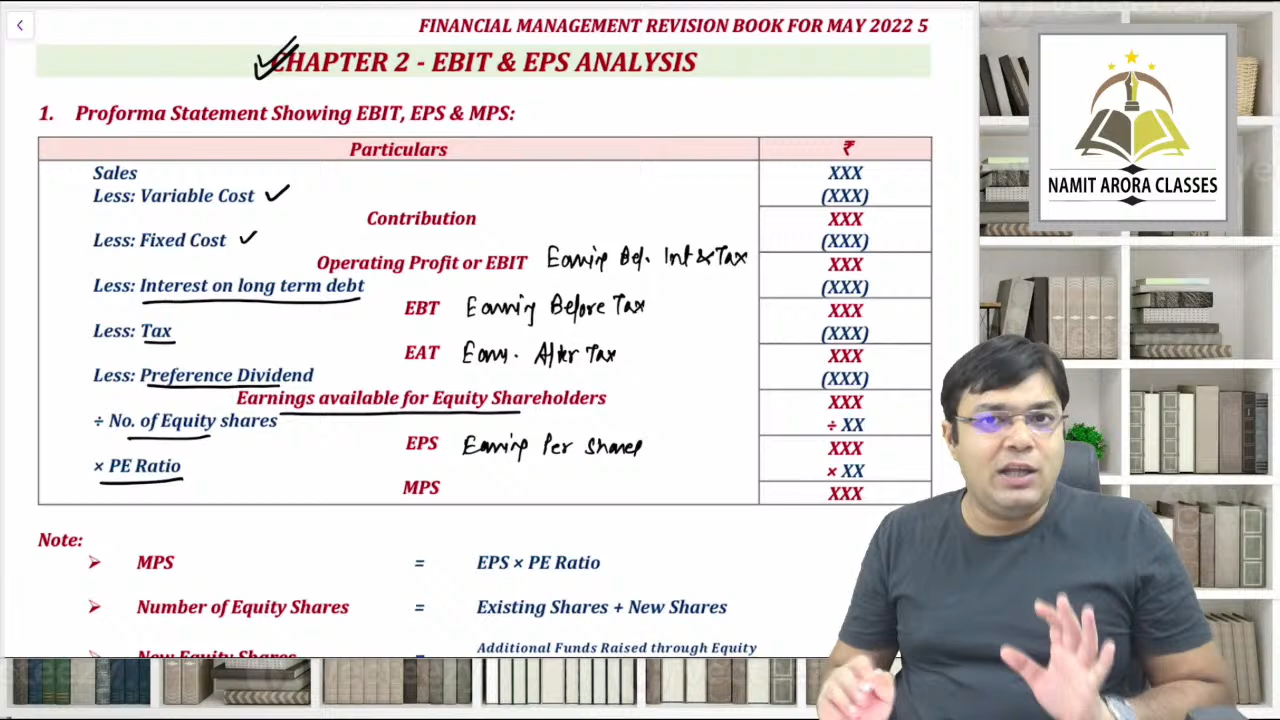 FINANCIAL MANAGEMENT REVISION BOOK FOR MAY 2022 5
CHAPTER 2 - EBIT & EPS ANALYSIS
1. Proforma Statement Showing EBIT, EPS & MPS:
Particulars ₹
Sales XXX
Less: Variable Cost (XXX)
Contribution XXX
Less: Fixed Cost (XXX)
Operating Profit or EBIT Earning Bef. Int & Tax XXX
Less: Interest on long term debt (XXX)
EBT Earning Before Tax XXX
Less: Tax (XXX)
EAT Earn. After Tax XXX
Less: Preference Dividend (XXX)
Earnings available for Equity Shareholders XXX
÷ No. of Equity shares ÷ XX
EPS Earning Per Shares XXX
× PE Ratio × XX
MPS XXX
Note:
➢ MPS = EPS × PE Ratio
➢ Number of Equity Shares = Existing Shares + New Shares
Additional Funds Raised through Equity
➢ New Equity Shares =
NAMIT ARORA CLASSES